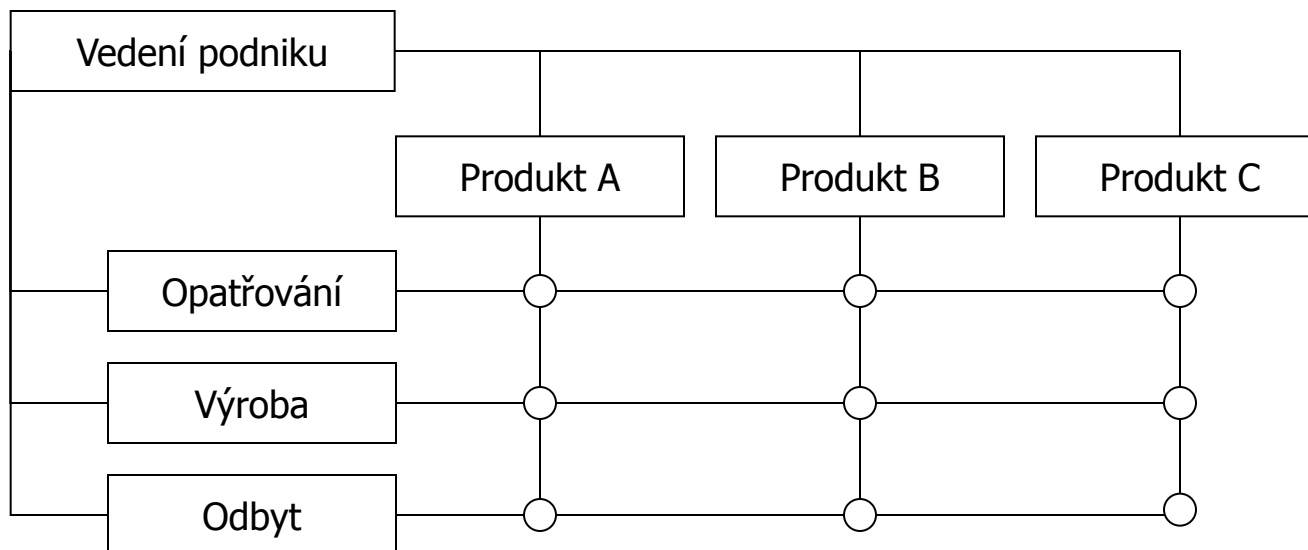 Vedení podniku
Produkt A
Produkt B
Produkt C
Opatřování
Výroba
Odbyt